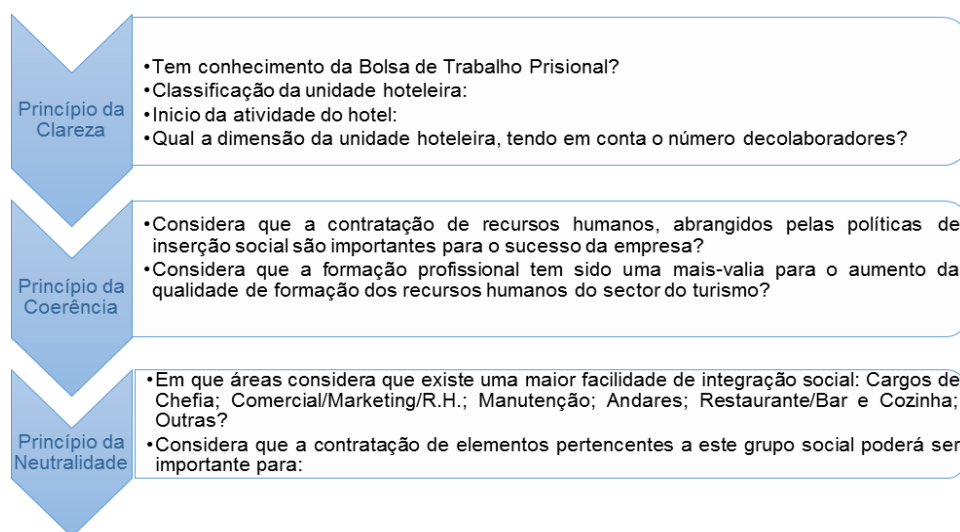 Princípio da
Clareza
•Tem conhecimento da Bolsa de Trabalho Prisional?
•Classificação da unidade hoteleira:
•Inicio da atividade do hotel:
•Qual a dimensão da unidade hoteleira, tendo em conta o número decolaboradores?
Princípio da
Coerência
•Considera que a contratação de recursos humanos, abrangidos pelas políticas de
inserção social são importantes para o sucesso da empresa?
•Considera que a formação profissional tem sido uma mais-valia para o aumento da
qualidade de formação dos recursos humanos do sector do turismo?
Princípio da
Neutralidade
•Em que áreas considera que existe uma maior facilidade de integração social: Cargos de
Chefia; Comercial/Marketing/R.H.; Manutenção; Andares; Restaurante/Bar e Cozinha;
Outras?
•Considera que a contratação de elementos pertencentes a este grupo social poderá ser
importante para: